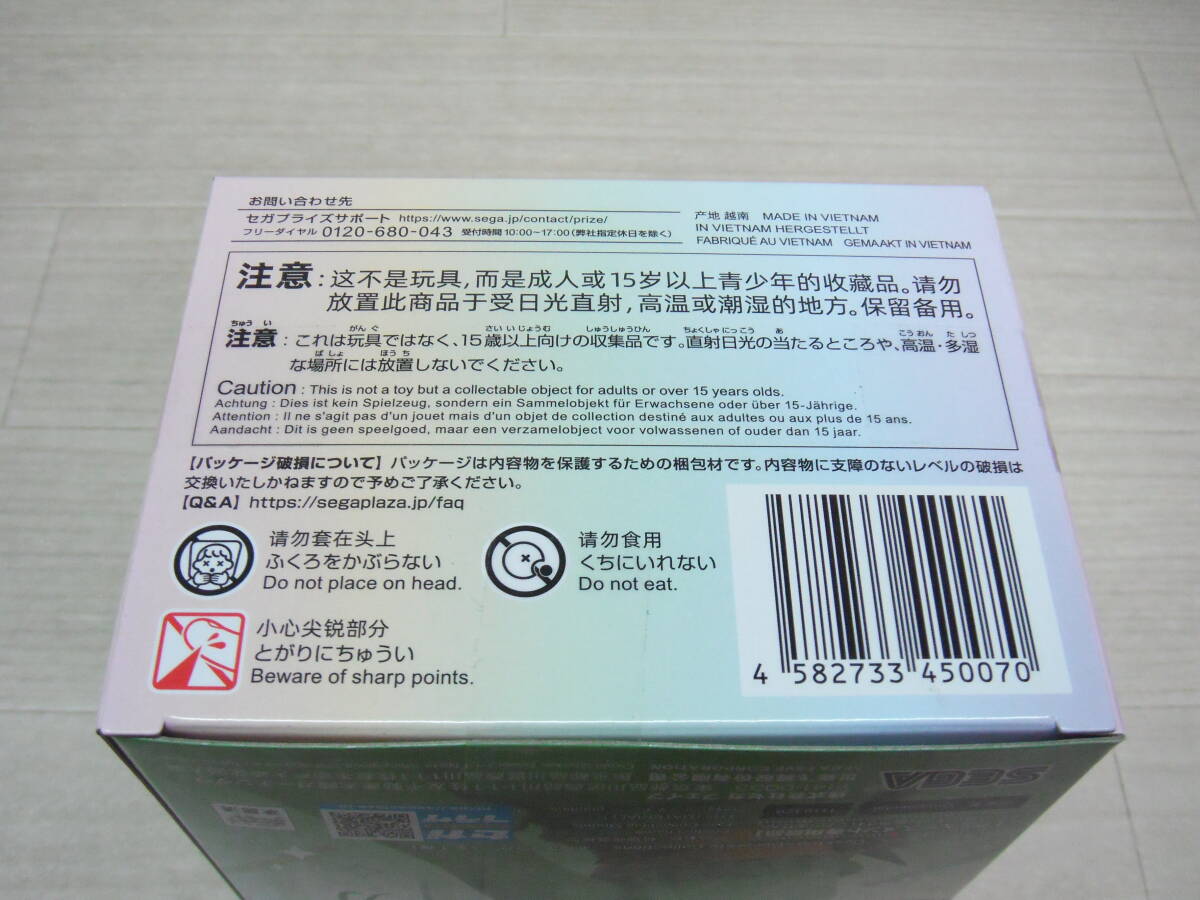 お問い合わせ先
セガプライズサポート https://www.sega.jp/contact/prize/
フリーダイヤル 0120-680-043 受付時間10:00~17:00(弊社指定休日を除く)
产地 越南 MADE IN VIETNAM
IN VIETNAM HERGESTELLT
FABRIQUÉ AU VIETNAM GEMAAKT IN VIETNAM
注意:这不是玩具,而是成人或15岁以上青少年的收藏品。请勿
放置此商品于受日光直射,高温或潮湿的地方。保留备用。
注意:これは玩具ではなく、15歳以上向けの収集品です。直射日光の当たるところや、高温・多湿
な場所には放置しないでください。
Caution : This is not a toy but a collectable object for adults or over 15 years olds.
Achtung : Dies ist kein Spielzeug, sondern ein Sammelobjekt für Erwachsene oder über 15-Jährige.
Attention : Il ne s'agit pas d'un jouet mais d'un objet de collection destiné aux adultes ou aux plus de 15 ans.
Aandacht : Dit is geen speelgoed, maar een verzamelobject voor volwassenen of ouder dan 15 jaar.
【パッケージ破損について】パッケージは内容物を保護するための梱包材です。内容物に支障のないレベルの破損は
交換いたしかねますので予めご了承ください。
【Q&A】https://segaplaza.jp/faq
请勿套在头上
ふくろをかぶらない
Do not place on head.
请勿食用
くちにいれない
Do not eat.
小心尖锐部分
とがりにちゅうい
Beware of sharp points.
4 582733 450070
SEGA
セガ
プラザ